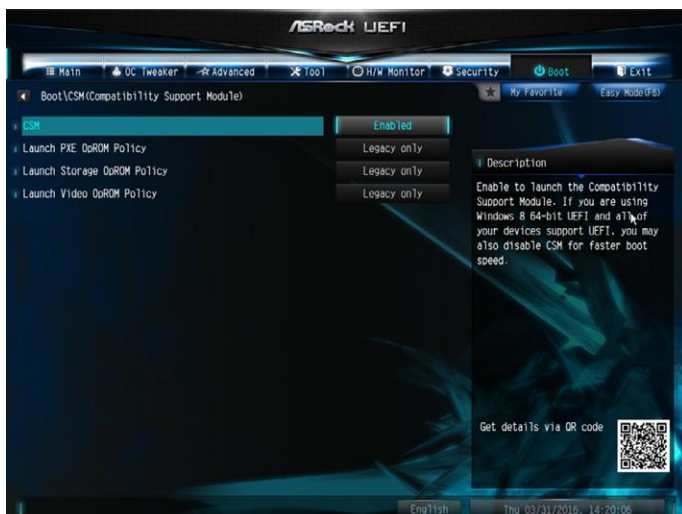 ASRock UEFI
Main OC Tweaker Advanced Tool H/W Monitor Security Boot Exit
Boot\CSM(Compatibility Support Module)
My Favorite Easy Mode(F6)
CSM Enabled
Launch PXE OpROM Policy Legacy only
Launch Storage OpROM Policy Legacy only
Launch Video OpROM Policy Legacy only
Description
Enable to launch the Compatibility
Support Module. If you are using
Windows 8 64-bit UEFI and all of
your devices support UEFI, you may
also disable CSM for faster boot
speed.
Get details via QR code
English Thu 03/31/2016, 14:20:06